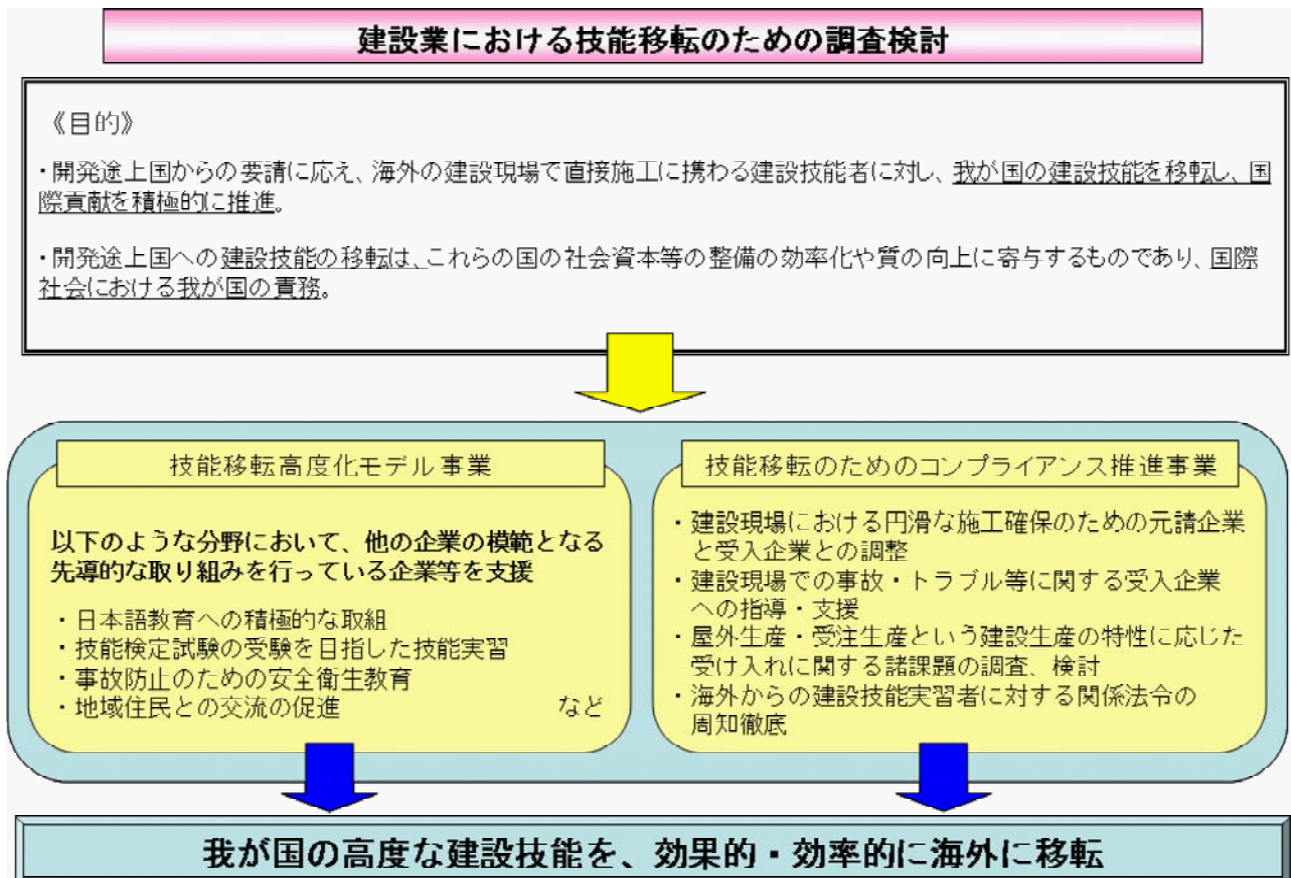 建設業における技能移転のための調査検討
《目的》
・開発途上国からの要請に応え、海外の建設現場で直接施工に携わる建設技能者に対し、我が国の建設技能を移転し、国
際貢献を積極的に推進。
・開発途上国への建設技能の移転は、これらの国の社会資本等の整備の効率化や質の向上に寄与するものであり、国際
社会における我が国の責務。
技能移転高度化モデル事業
以下のような分野において、他の企業の模範となる
先導的な取り組みを行っている企業等を支援
・日本語教育への積極的な取組
・技能検定試験の受験を目指した技能実習
・事故防止のための安全衛生教育
・地域住民との交流の促進 など
技能移転のためのコンプライアンス推進事業
・建設現場における円滑な施工確保のための元請企業
と受入企業との調整
・建設現場での事故・トラブル等に関する受入企業
への指導・支援
・屋外生産・受注生産という建設生産の特性に応じた
受け入れに関する諸課題の調査、検討
・海外からの建設技能実習者に対する関係法令の
周知徹底
我が国の高度な建設技能を、効果的・効率的に海外に移転